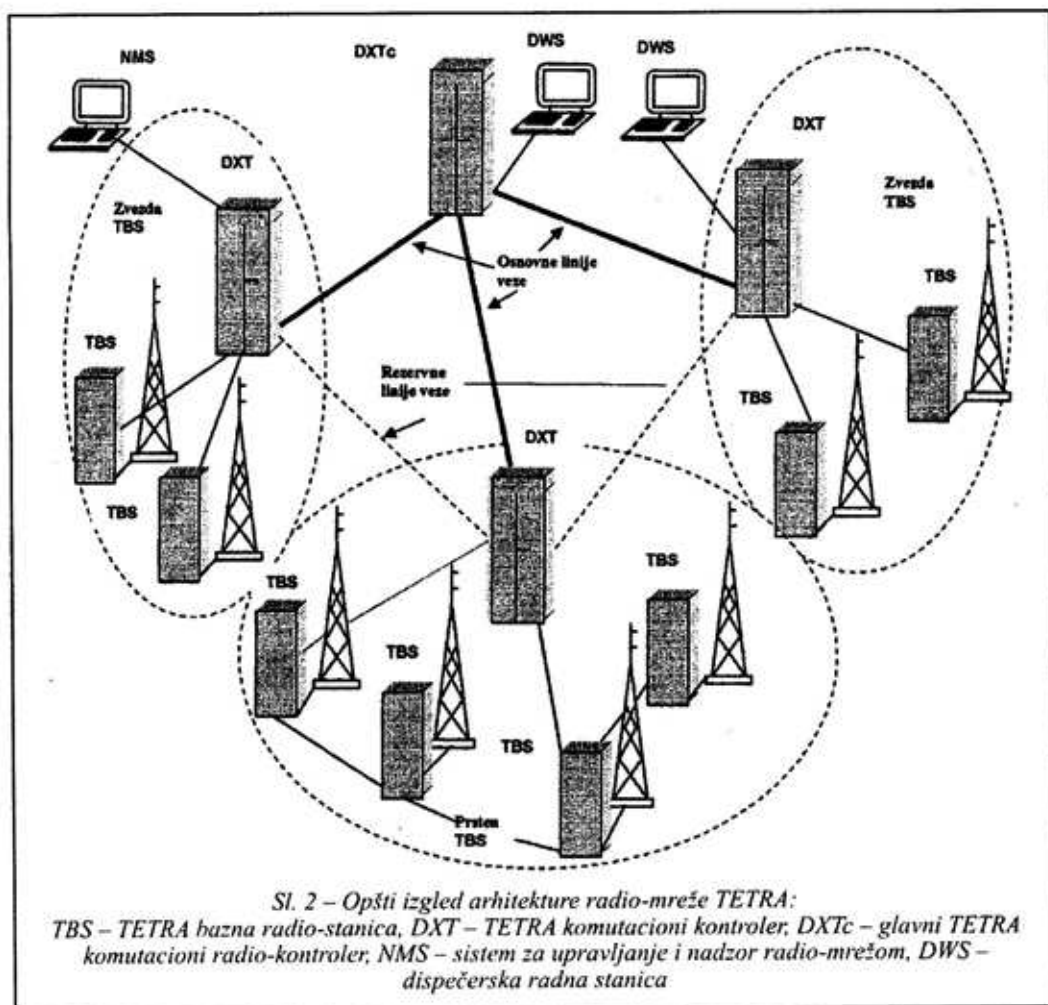 NMS
DXTc
DWS
DWS
DXT
DXT
Zvezda
TBS
Zvezda
TBS
Osnovne linije
veze
TBS
TBS
TBS
TBS
Rezervne
linije veze
DXT
TBS
TBS
TBS
TBS
Prsten
TBS
Sl. 2 – Opšti izgled arhitekture radio-mreže TETRA:
TBS – TETRA bazna radio-stanica, DXT – TETRA komutacioni kontroler, DXTc – glavni TETRA
komutacioni radio-kontroler, NMS – sistem za upravljanje i nadzor radio-mrežom, DWS –
dispečerska radna stanica